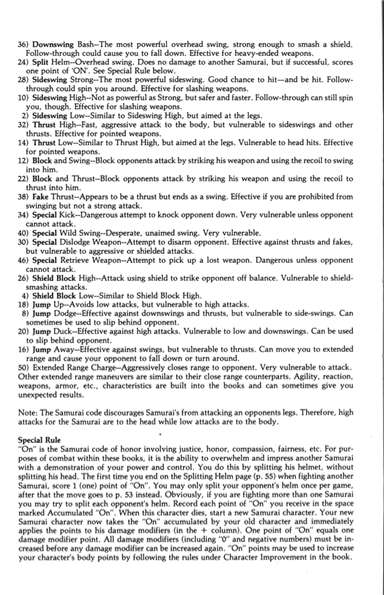 36) Downswing Bash--The most powerful overhead swing, strong enough to smash a shield.
Follow-through could cause you to fall down. Effective for heavy-ended weapons.
24) Split Helm--Overhead swing. Does no damage to another Samurai, but if successful, scores
one point of 'ON'. See Special Rule below.
28) Sideswing Strong--The most powerful sideswing. Good chance to hit—and be hit. Follow-
through could spin you around. Effective for slashing weapons.
10) Sideswing High--Not as powerful as Strong, but safer and faster. Follow-through can still spin
you, though. Effective for slashing weapons.
2) Sideswing Low--Similar to Sideswing High, but aimed at the legs.
32) Thrust High--Fast, aggressive attack to the body, but vulnerable to sideswings and other
thrusts. Effective for pointed weapons.
14) Thrust Low--Similar to Thrust High, but aimed at the legs. Vulnerable to head hits. Effective
for pointed weapons.
12) Block and Swing--Block opponents attack by striking his weapon and using the recoil to swing
into him.
22) Block and Thrust--Block opponents attack by striking his weapon and using the recoil to
thrust into him.
38) Fake Thrust--Appears to be a thrust but ends as a swing. Effective if you are prohibited from
swinging but not a strong attack.
34) Special Kick--Dangerous attempt to knock opponent down. Very vulnerable unless opponent
cannot attack.
40) Special Wild Swing--Desperate, unaimed swing. Very vulnerable.
30) Special Dislodge Weapon--Attempt to disarm opponent. Effective against thrusts and fakes,
but vulnerable to aggressive or shielded attacks.
46) Special Retrieve Weapon--Attempt to pick up a lost weapon. Dangerous unless opponent
cannot attack.
26) Shield Block High--Attack using shield to strike opponent off balance. Vulnerable to shield-
smashing attacks.
4) Shield Block Low--Similar to Shield Block High.
18) Jump Up--Avoids low attacks, but vulnerable to high attacks.
8) Jump Dodge--Effective against downswings and thrusts, but vulnerable to side-swings. Can
sometimes be used to slip behind opponent.
20) Jump Duck--Effective against high attacks. Vulnerable to low and downswings. Can be used
to slip behind opponent.
16) Jump Away--Effective against swings, but vulnerable to thrusts. Can move you to extended
range and cause your opponent to fall down or turn around.
50) Extended Range Charge--Aggressively closes range to opponent. Very vulnerable to attack.
Other extended range maneuvers are similar to their close range counterparts. Agility, reaction,
weapons, armor, etc., characteristics are built into the books and can sometimes give you
unexpected results.
Note: The Samurai code discourages Samurai's from attacking an opponents legs. Therefore, high
attacks for the Samurai are to the head while low attacks are to the body.
Special Rule
"On" is the Samurai code of honor involving justice, honor, compassion, fairness, etc. For pur-
poses of combat within these books, it is the ability to overwhelm and impress another Samurai
with a demonstration of your power and control. You do this by splitting his helmet, without
splitting his head. The first time you end on the Splitting Helm page (p. 55) when fighting another
Samurai, score 1 (one) point of "On". You may only split your opponent's helm once per game,
after that the move goes to p. 53 instead. Obviously, if you are fighting more than one Samurai
you may try to split each opponent's helm. Record each point of "On" you receive in the space
marked Accumulated "On". When this character dies, start a new Samurai character. Your new
Samurai character now takes the "On" accumulated by your old character and immediately
applies the points to his damage modifiers (in the + column). One point of "On" equals one
damage modifier point. All damage modifiers (including "0" and negative numbers) must be in-
creased before any damage modifier can be increased again. "On" points may be used to increase
your character's body points by following the rules under Character Improvement in the book.